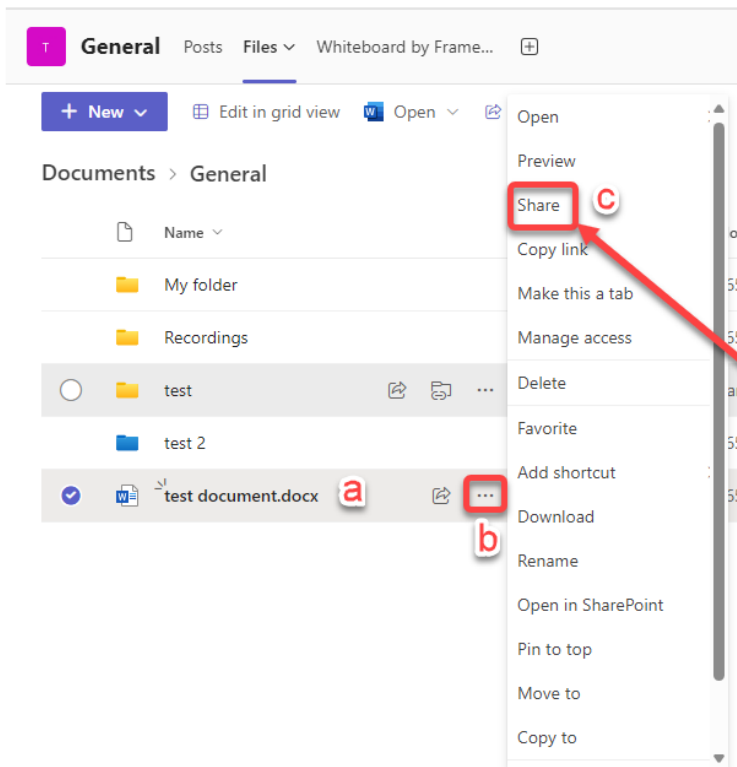 T General Posts Files Whiteboard by Frame...
New Edit in grid view Open
Documents > General
Name
My folder
Recordings
test ...
test 2
test document.docx a ...
b
Open
Preview
Share c
Copy link
Make this a tab
Manage access
Delete
Favorite
Add shortcut
Download
Rename
Open in SharePoint
Pin to top
Move to
Copy to